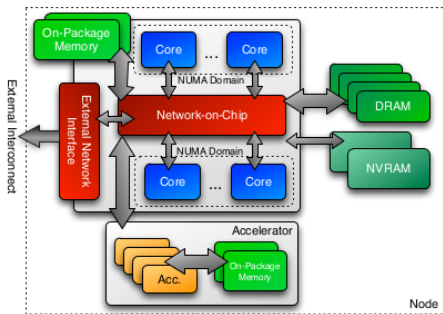 On-Package
Memory
Core
...
Core
NUMA Domain
External Interconnect
External Network
Interface
Network-on-Chip
DRAM
NVRAM
NUMA Domain
Core
...
Core
Accelerator
Acc.
On-Package
Memory
Node